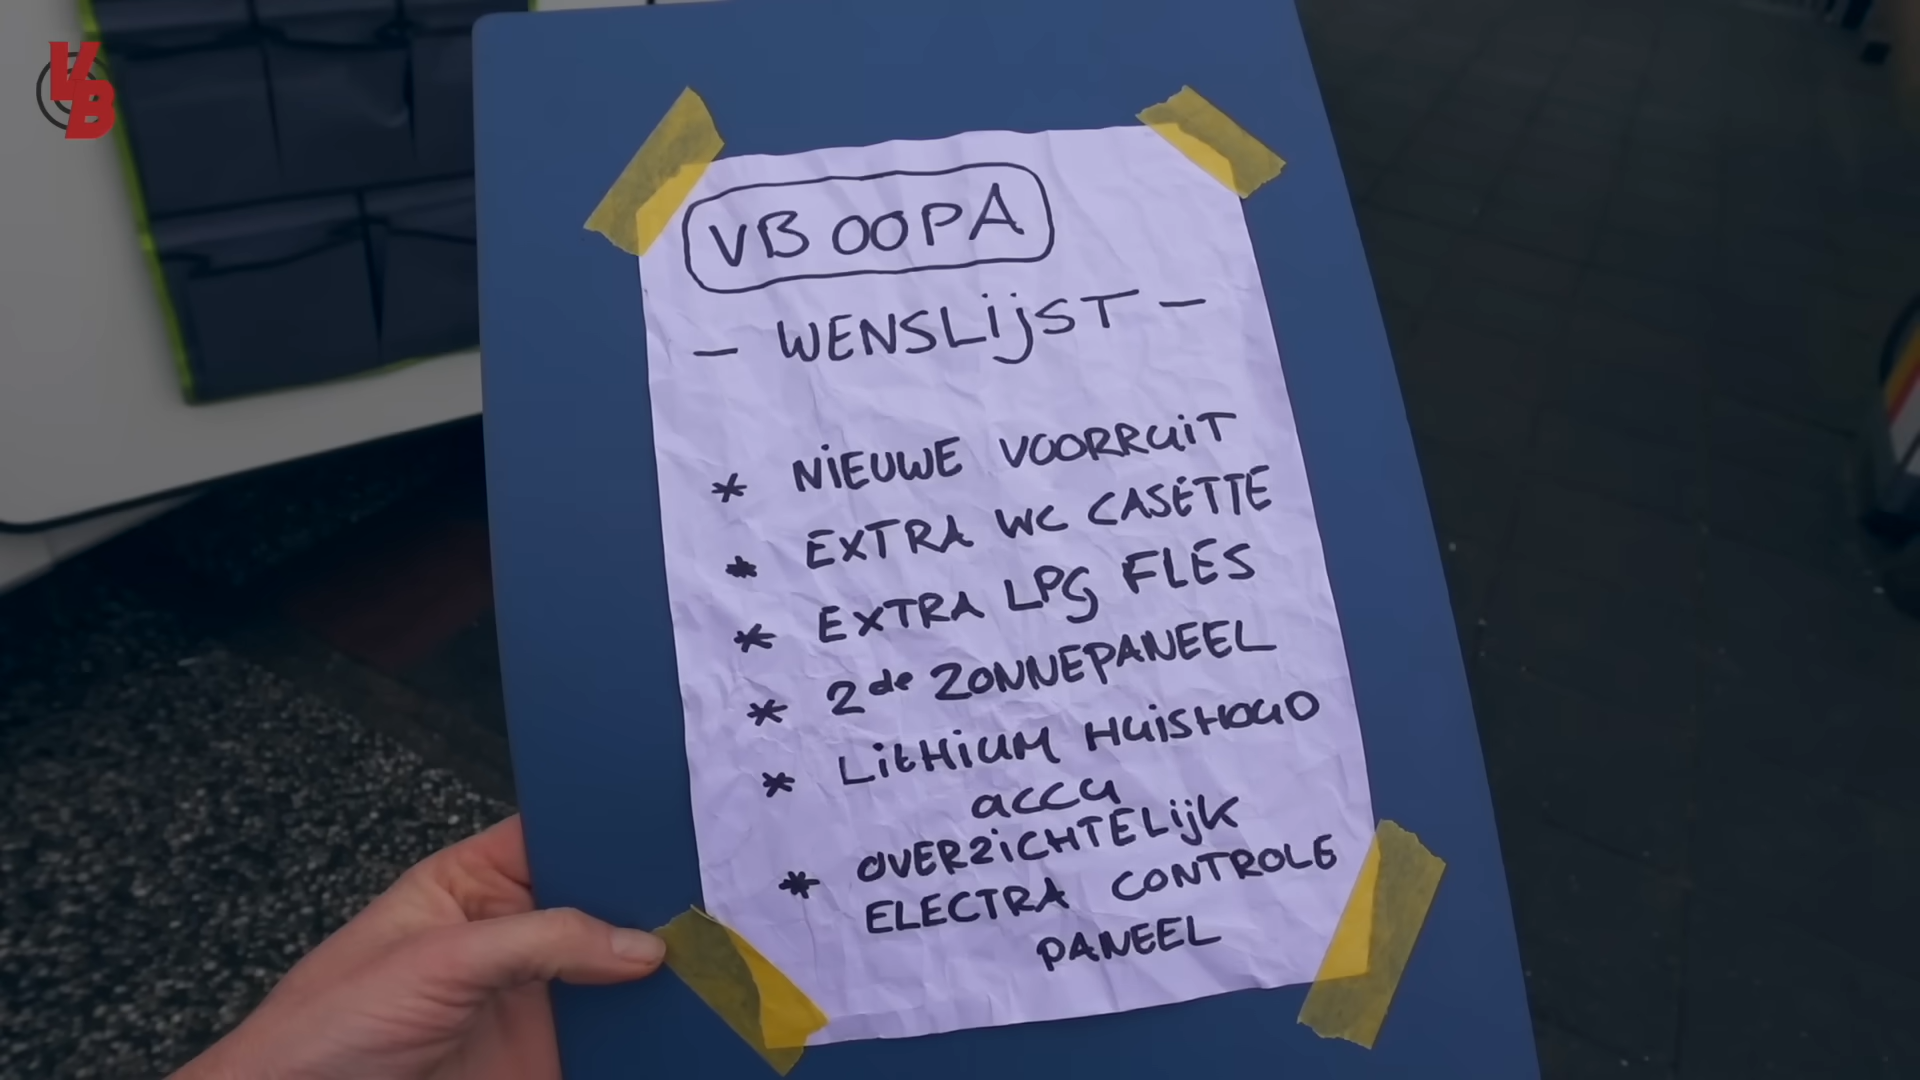 VB
VB OOPA
- WENSLijST -
* NiEUWE VOORRUiT
* EXTRA WC CASETTE
* EXTRA LPG FLES
* 2de ZONNEPANEEL
* LitHiUM HUiSHOUD
accu
* OVERZiCHTELijK
ELECTRA CONTROLE
PANEEL